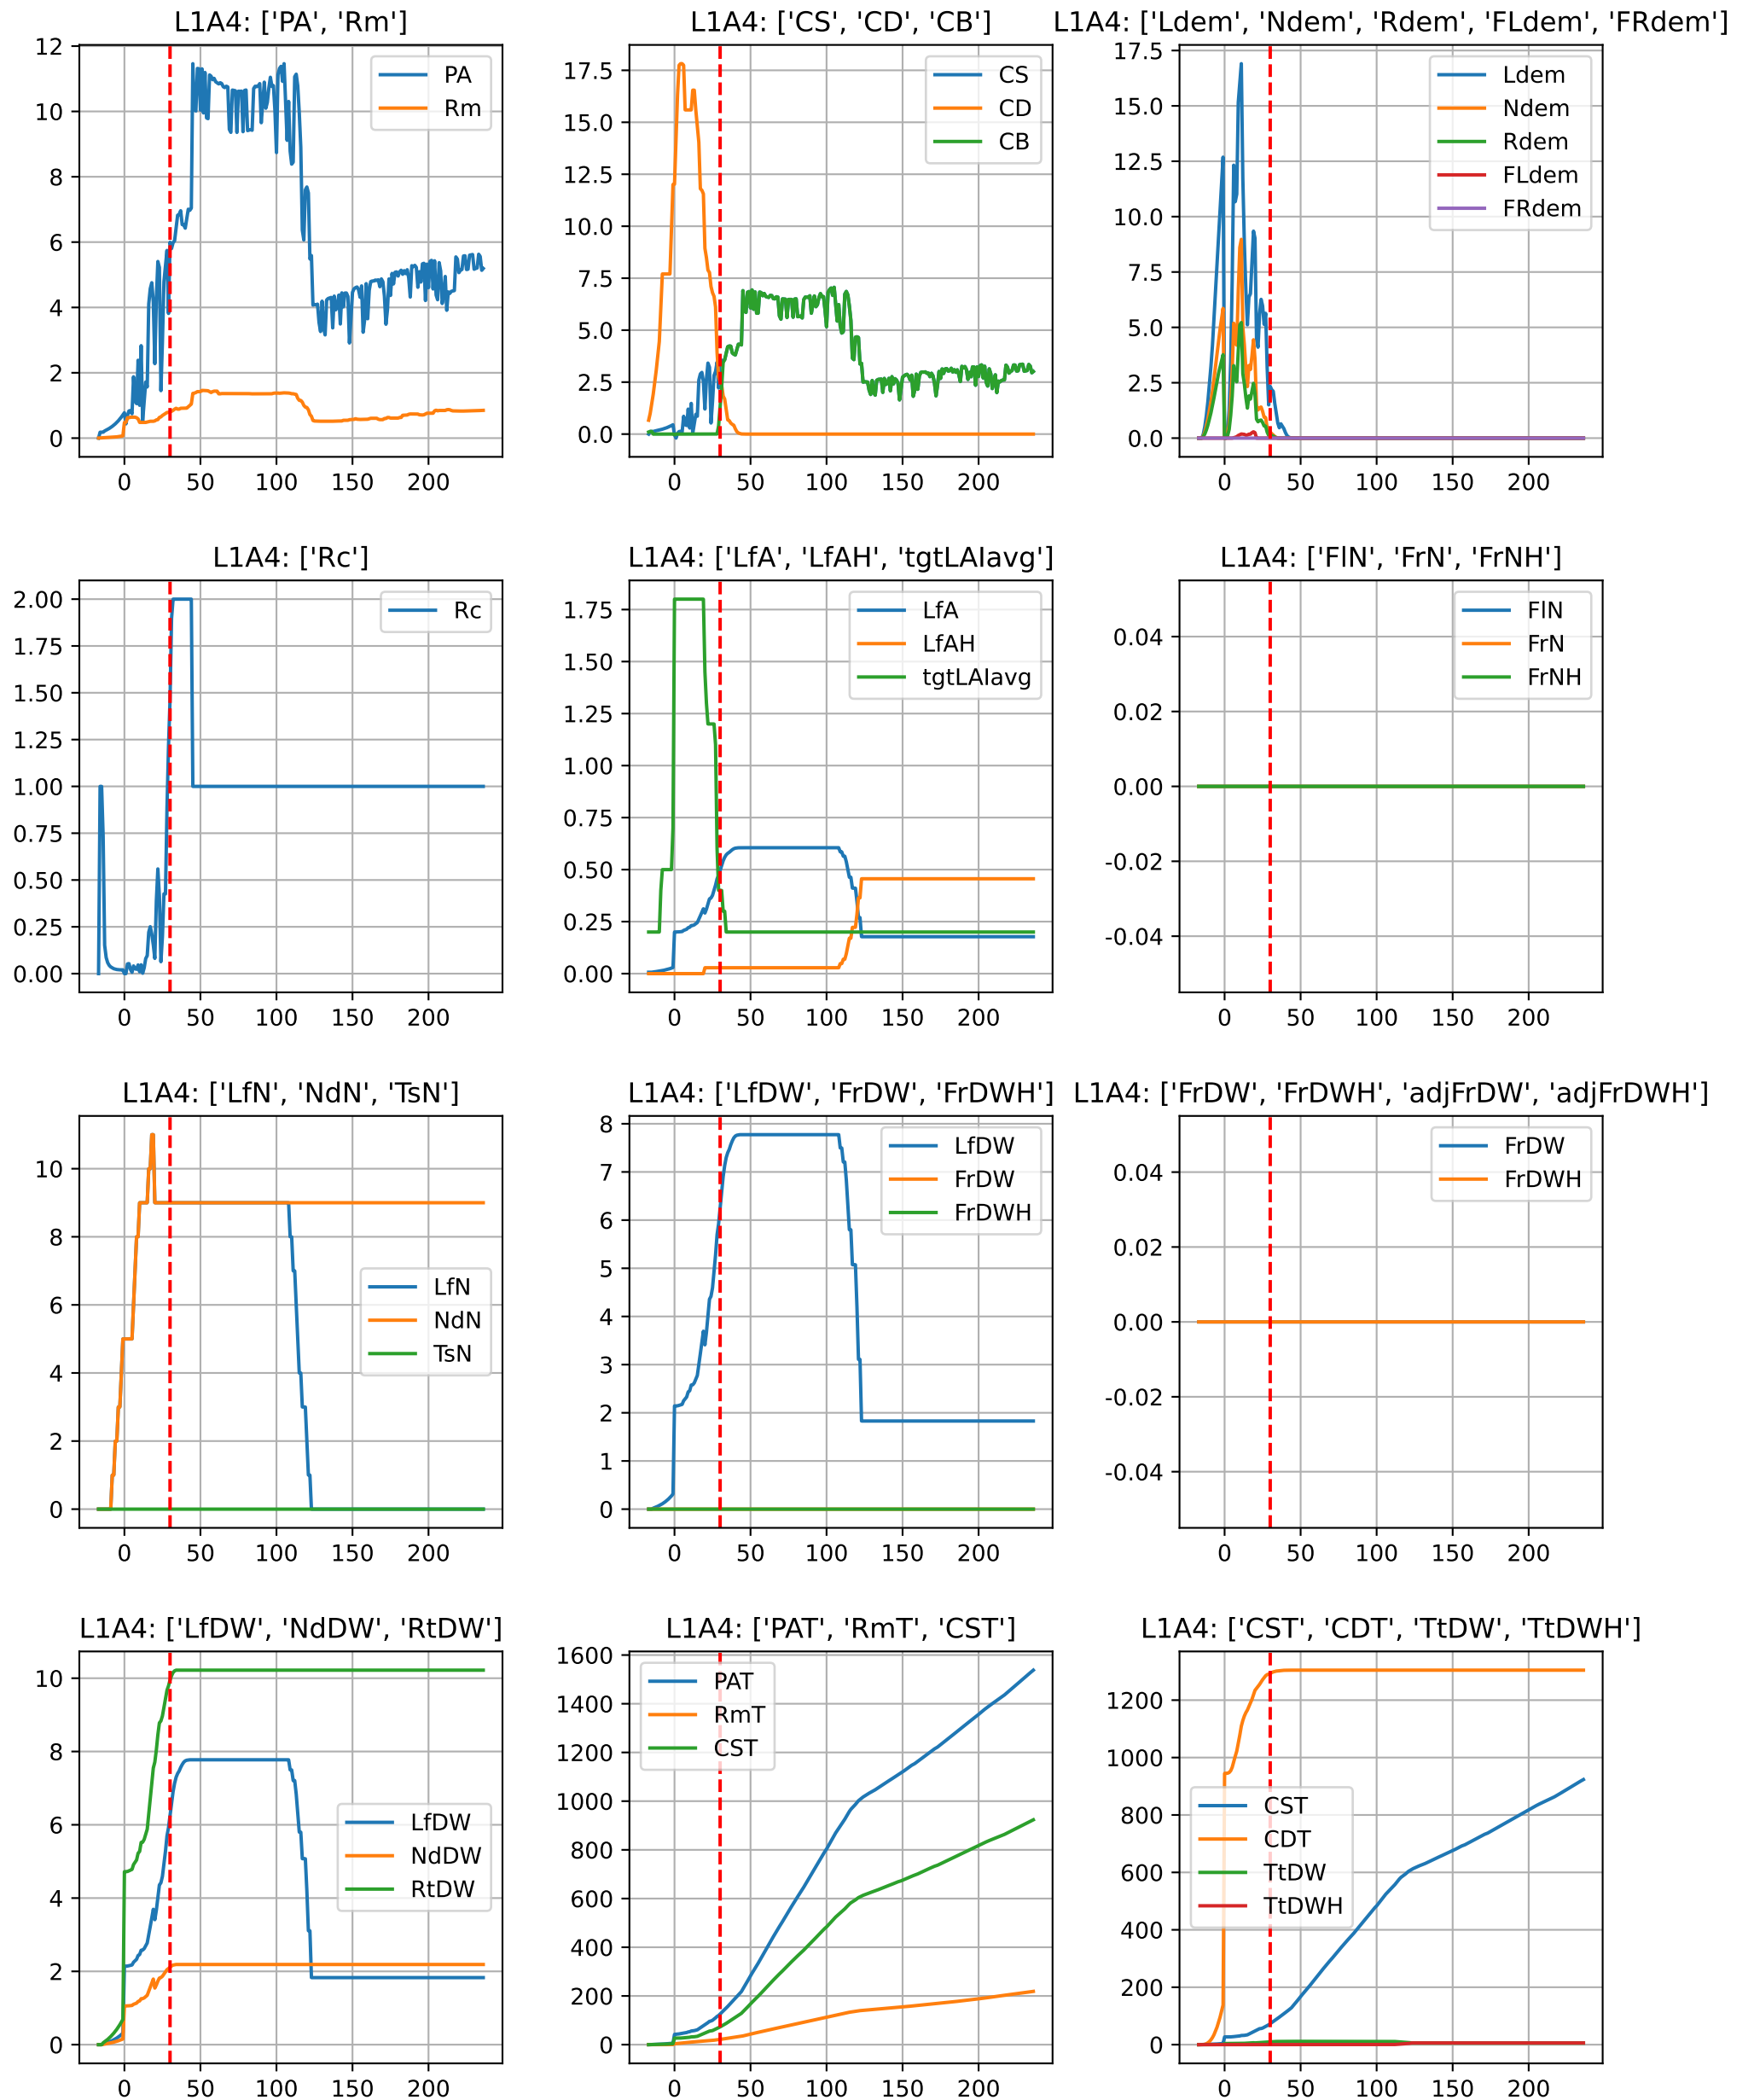 L1A4: ['PA', 'Rm']
12
10
8
6
4
2
0
0 50 100 150 200
PA
Rm
L1A4: ['CS', 'CD', 'CB']
17.5
15.0
12.5
10.0
7.5
5.0
2.5
0.0
0 50 100 150 200
CS
CD
CB
L1A4: ['Ldem', 'Ndem', 'Rdem', 'FLdem', 'FRdem']
17.5
15.0
12.5
10.0
7.5
5.0
2.5
0.0
0 50 100 150 200
Ldem
Ndem
Rdem
FLdem
FRdem
L1A4: ['Rc']
2.00
1.75
1.50
1.25
1.00
0.75
0.50
0.25
0.00
0 50 100 150 200
Rc
L1A4: ['LfA', 'LfAH', 'tgtLAIavg']
1.75
1.50
1.25
1.00
0.75
0.50
0.25
0.00
0 50 100 150 200
LfA
LfAH
tgtLAIavg
L1A4: ['FlN', 'FrN', 'FrNH']
0.04
0.02
0.00
-0.02
-0.04
0 50 100 150 200
FlN
FrN
FrNH
L1A4: ['LfN', 'NdN', 'TsN']
10
8
6
4
2
0
0 50 100 150 200
LfN
NdN
TsN
L1A4: ['LfDW', 'FrDW', 'FrDWH']
8
7
6
5
4
3
2
1
0
0 50 100 150 200
LfDW
FrDW
FrDWH
L1A4: ['FrDW', 'FrDWH', 'adjFrDW', 'adjFrDWH']
0.04
0.02
0.00
-0.02
-0.04
0 50 100 150 200
FrDW
FrDWH
L1A4: ['LfDW', 'NdDW', 'RtDW']
10
8
6
4
2
0
0 50 100 150 200
LfDW
NdDW
RtDW
L1A4: ['PAT', 'RmT', 'CST']
1600
1400
1200
1000
800
600
400
200
0
0 50 100 150 200
PAT
RmT
CST
L1A4: ['CST', 'CDT', 'TtDW', 'TtDWH']
1200
1000
800
600
400
200
0
0 50 100 150 200
CST
CDT
TtDW
TtDWH